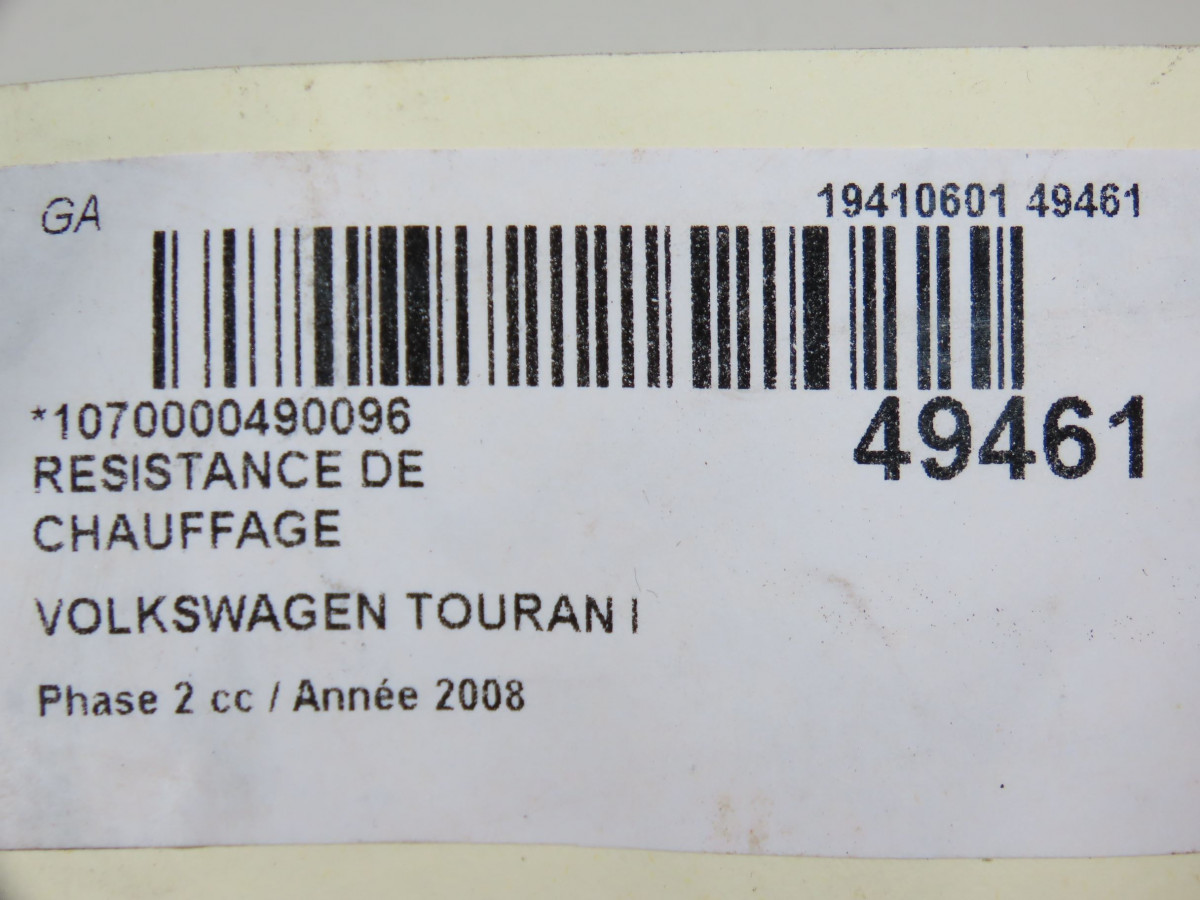 GA
19410601 49461
*1070000490096
49461
RESISTANCE DE
CHAUFFAGE
VOLKSWAGEN TOURAN I
Phase 2 cc / Année 2008